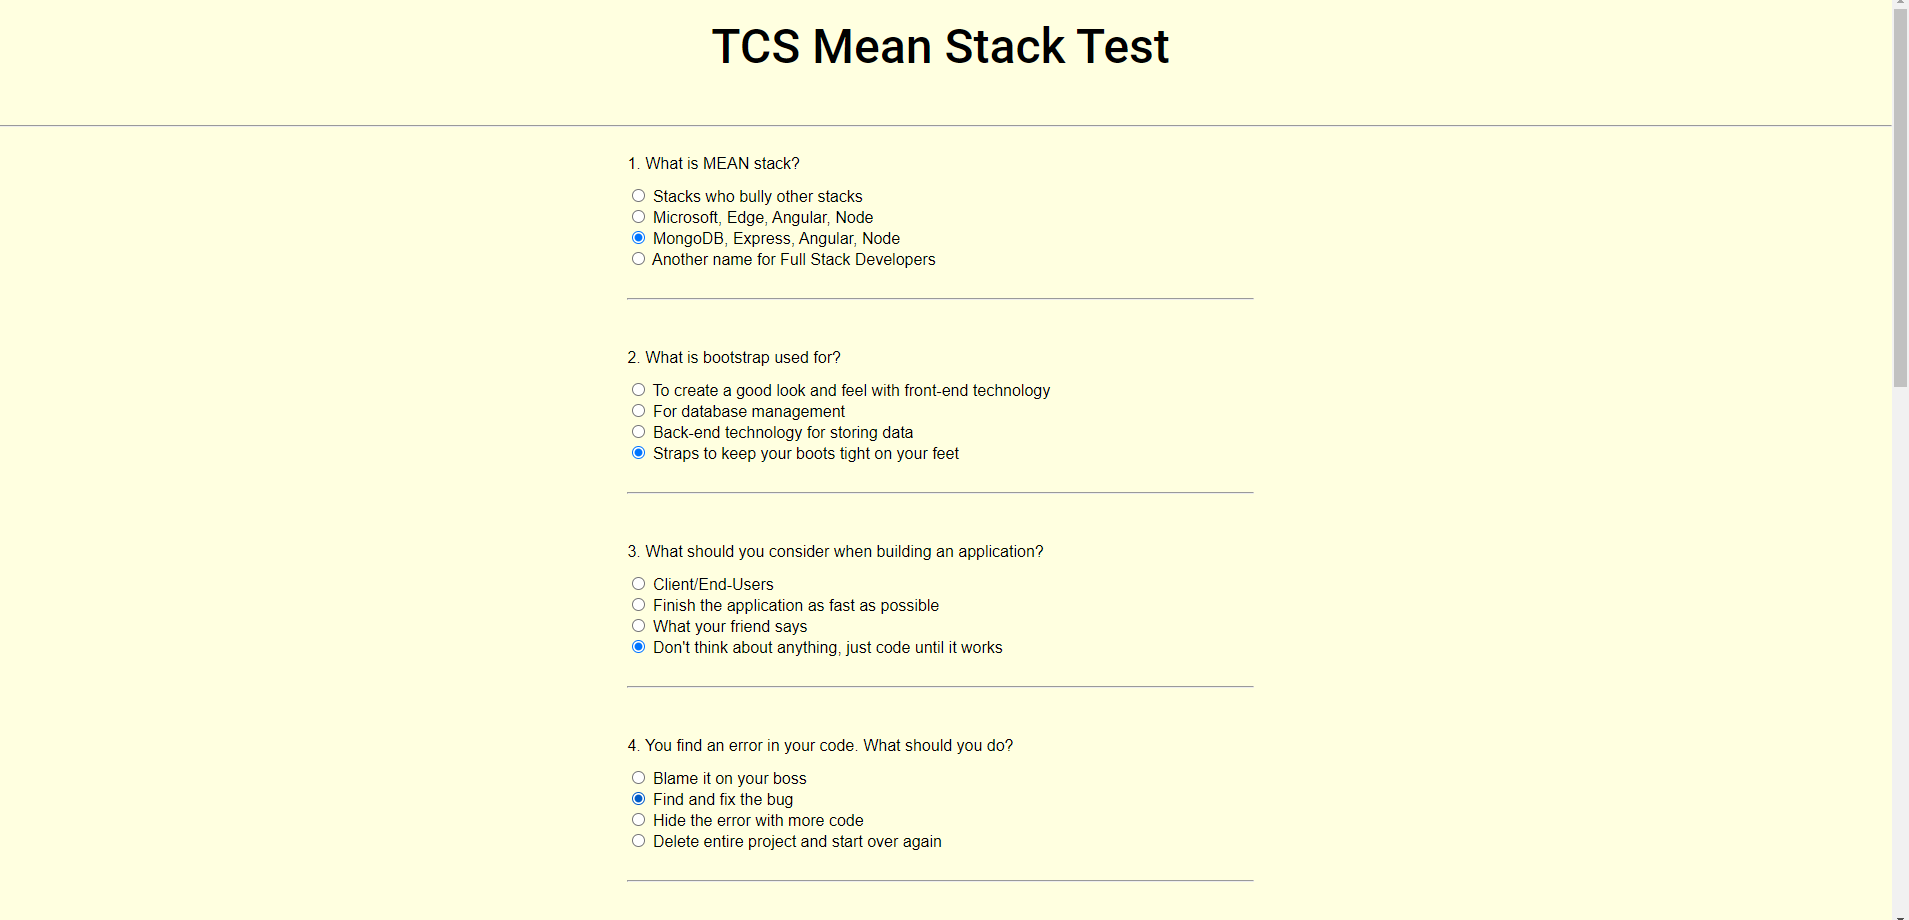 TCS Mean Stack Test
1. What is MEAN stack?
Stacks who bully other stacks
Microsoft, Edge, Angular, Node
MongoDB, Express, Angular, Node
Another name for Full Stack Developers
2. What is bootstrap used for?
To create a good look and feel with front-end technology
For database management
Back-end technology for storing data
Straps to keep your boots tight on your feet
3. What should you consider when building an application?
Client/End-Users
Finish the application as fast as possible
What your friend says
Don't think about anything, just code until it works
4. You find an error in your code. What should you do?
Blame it on your boss
Find and fix the bug
Hide the error with more code
Delete entire project and start over again